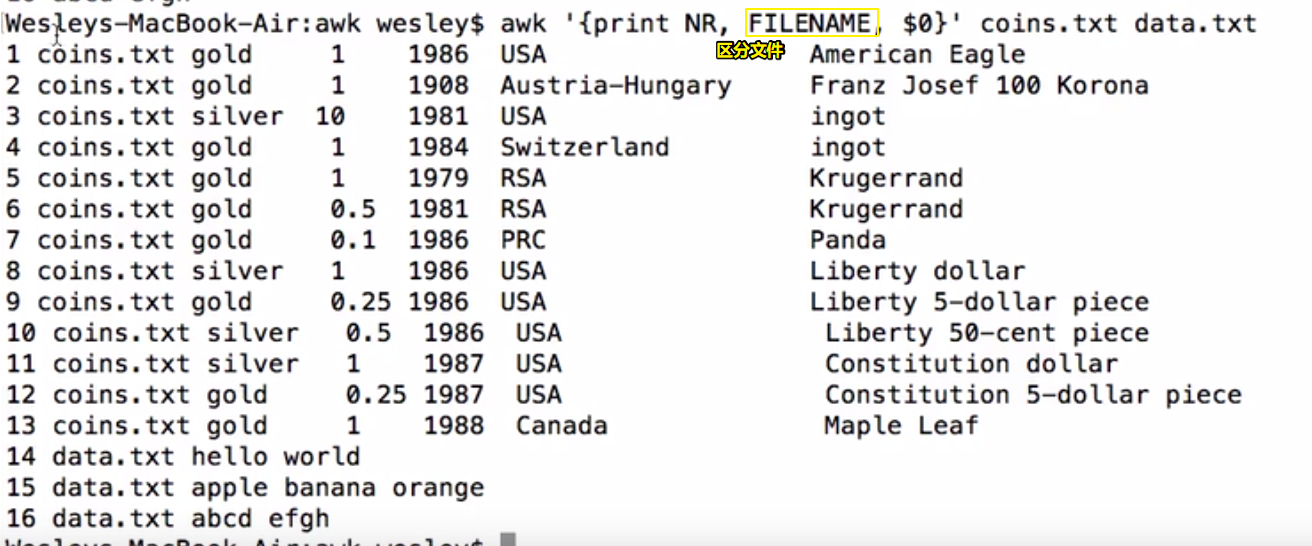 Wesleys-MacBook-Air:awk wesley$ awk '{print NR, FILENAME, $0}' coins.txt data.txt
区分文件
1 coins.txt gold     1    1986  USA                 American Eagle
2 coins.txt gold     1    1908  Austria-Hungary     Franz Josef 100 Korona
3 coins.txt silver  10    1981  USA                 ingot
4 coins.txt gold     1    1984  Switzerland         ingot
5 coins.txt gold     1    1979  RSA                 Krugerrand
6 coins.txt gold     0.5  1981  RSA                 Krugerrand
7 coins.txt gold     0.1  1986  PRC                 Panda
8 coins.txt silver   1    1986  USA                 Liberty dollar
9 coins.txt gold     0.25 1986  USA                 Liberty 5-dollar piece
10 coins.txt silver   0.5  1986  USA                 Liberty 50-cent piece
11 coins.txt silver   1    1987  USA                 Constitution dollar
12 coins.txt gold     0.25 1987  USA                 Constitution 5-dollar piece
13 coins.txt gold     1    1988  Canada              Maple Leaf
14 data.txt hello world
15 data.txt apple banana orange
16 data.txt abcd efgh
Wesleys-MacBook-Air:awk wesley$